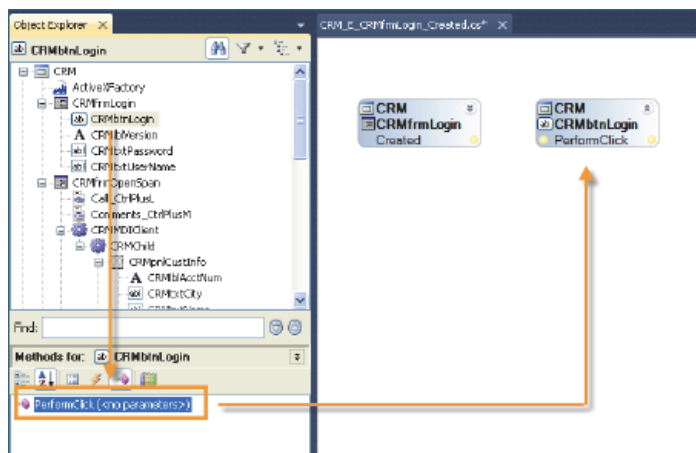 Object Explorer
CRM_E_CRMfrmLogin_Created.os*
CRMbtnLogin
CRM
ActiveXFactory
CRMfrmLogin
CRMbtnLogin
CRMlblVersion
CRMtxtPassword
CRMtxtUserName
CRMfrmOpenSpan
Call_CtrlPlusL
Comments_CtrlPlusM
CRMMDIClient
CRMChild
CRMpnlCustInfo
CRMlblAcctNum
CRMtxtCity
Find:
Methods for: CRMbtnLogin
PerformClick (<no parameters>)
CRM
CRMfrmLogin
Created
CRM
CRMbtnLogin
PerformClick